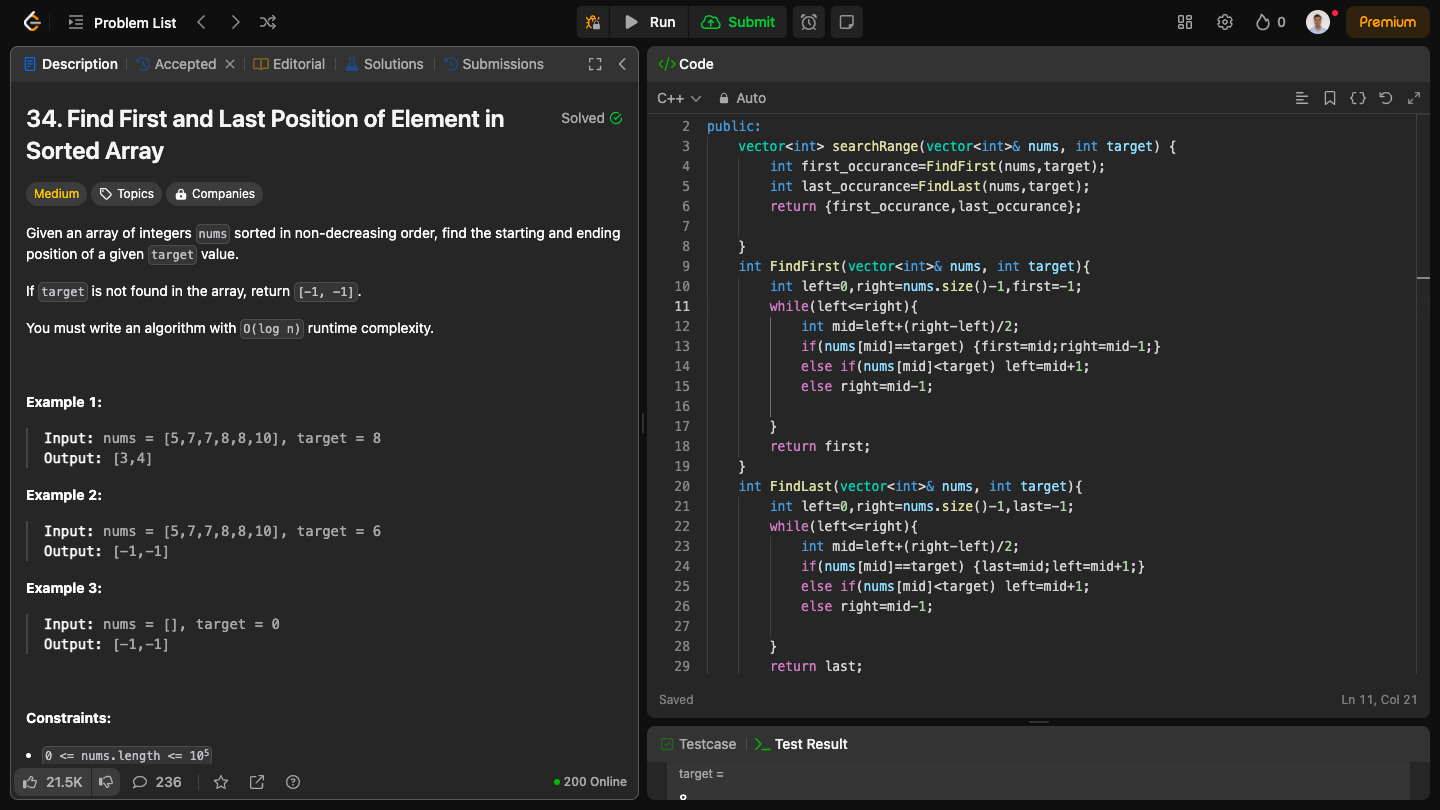 Problem List
Run
Submit
0
Premium
Description
Accepted
Editorial
Solutions
Submissions
34. Find First and Last Position of Element in
Sorted Array
Solved
Medium
Topics
Companies
Given an array of integers nums sorted in non-decreasing order, find the starting and ending
position of a given target value.
If target is not found in the array, return [-1, -1].
You must write an algorithm with O(log n) runtime complexity.
Example 1:
Input: nums = [5,7,7,8,8,10], target = 8
Output: [3,4]
Example 2:
Input: nums = [5,7,7,8,8,10], target = 6
Output: [-1,-1]
Example 3:
Input: nums = [], target = 0
Output: [-1,-1]
Constraints:
• 0 <= nums.length <= 10⁵
21.5K
236
200 Online
Code
C++
Auto
2 public:
3 vector<int> searchRange(vector<int>& nums, int target) {
4 int first_occurance=FindFirst(nums,target);
5 int last_occurance=FindLast(nums,target);
6 return {first_occurance,last_occurance};
7
8 }
9 int FindFirst(vector<int>& nums, int target){
10 int left=0,right=nums.size()-1,first=-1;
11 while(left<=right){
12 int mid=left+(right-left)/2;
13 if(nums[mid]==target) {first=mid;right=mid-1;}
14 else if(nums[mid]<target) left=mid+1;
15 else right=mid-1;
16
17 }
18 return first;
19 }
20 int FindLast(vector<int>& nums, int target){
21 int left=0,right=nums.size()-1,last=-1;
22 while(left<=right){
23 int mid=left+(right-left)/2;
24 if(nums[mid]==target) {last=mid;left=mid+1;}
25 else if(nums[mid]<target) left=mid+1;
26 else right=mid-1;
27
28 }
29 return last;
Saved
Ln 11, Col 21
Testcase
Test Result
target =